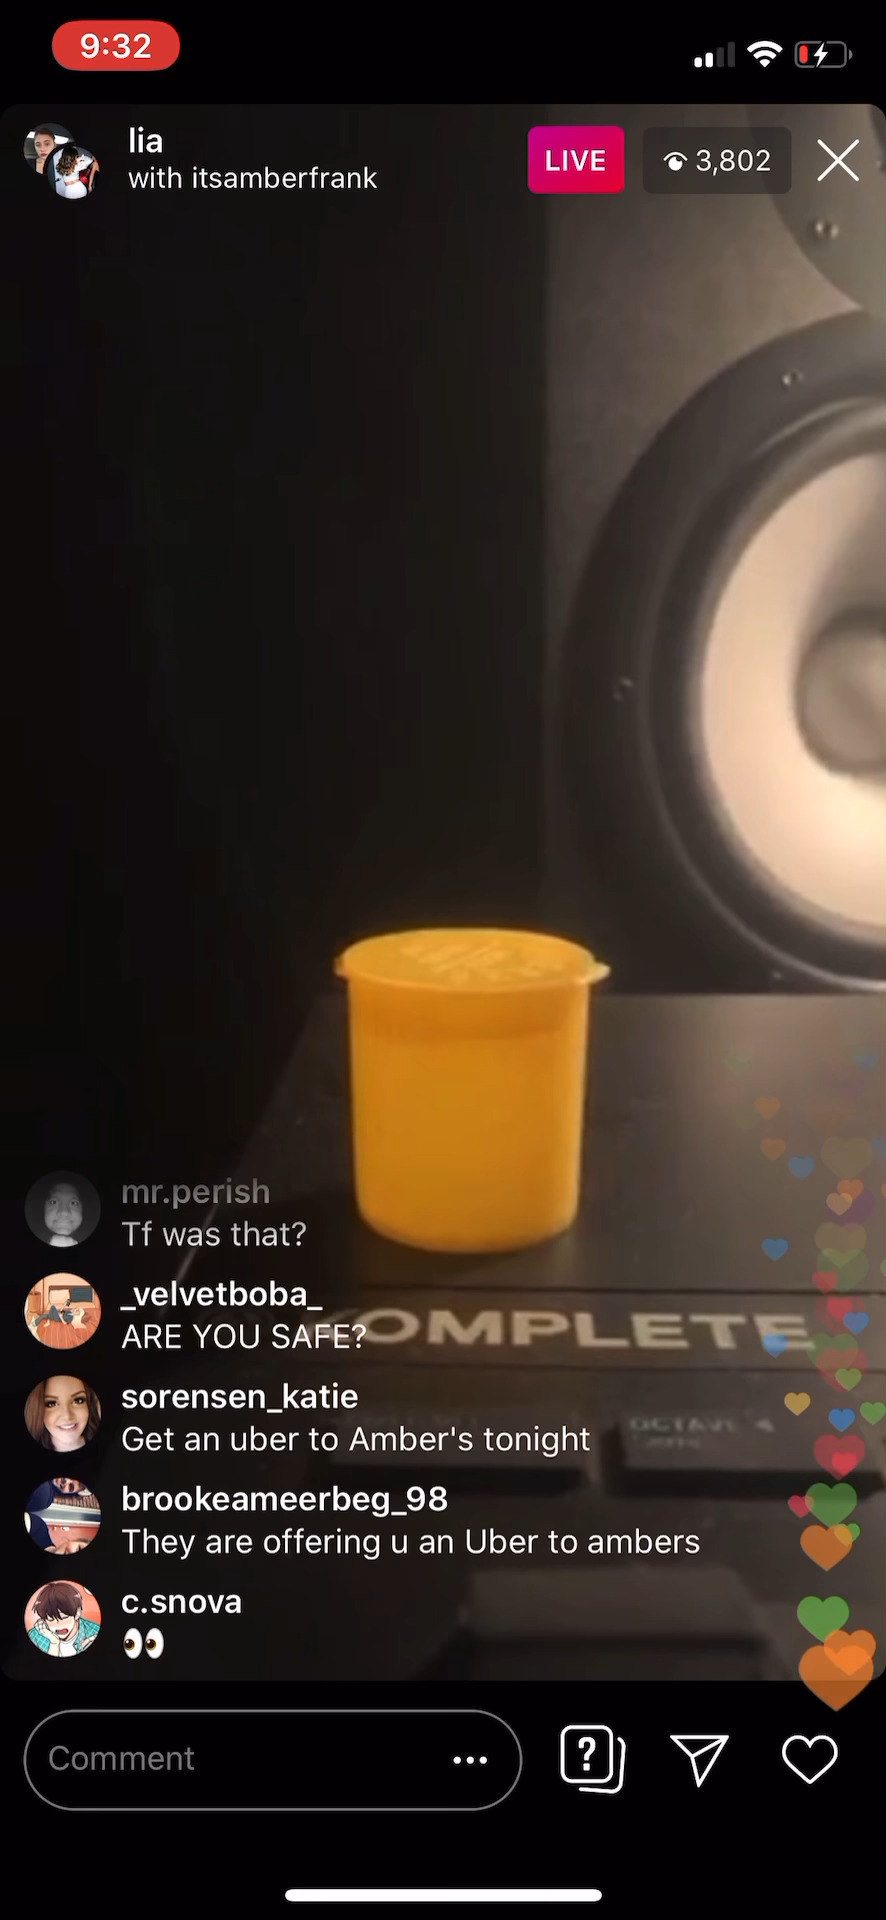 9:32
lia
with itsamberfrank
LIVE
3,802
mr.perish
Tf was that?
_velvetboba_
ARE YOU SAFE?
OMPLETE
sorensen_katie
Get an uber to Amber's tonight
OCTAVE
brookeameerbeg_98
They are offering u an Uber to ambers
c.snova
👀
Comment